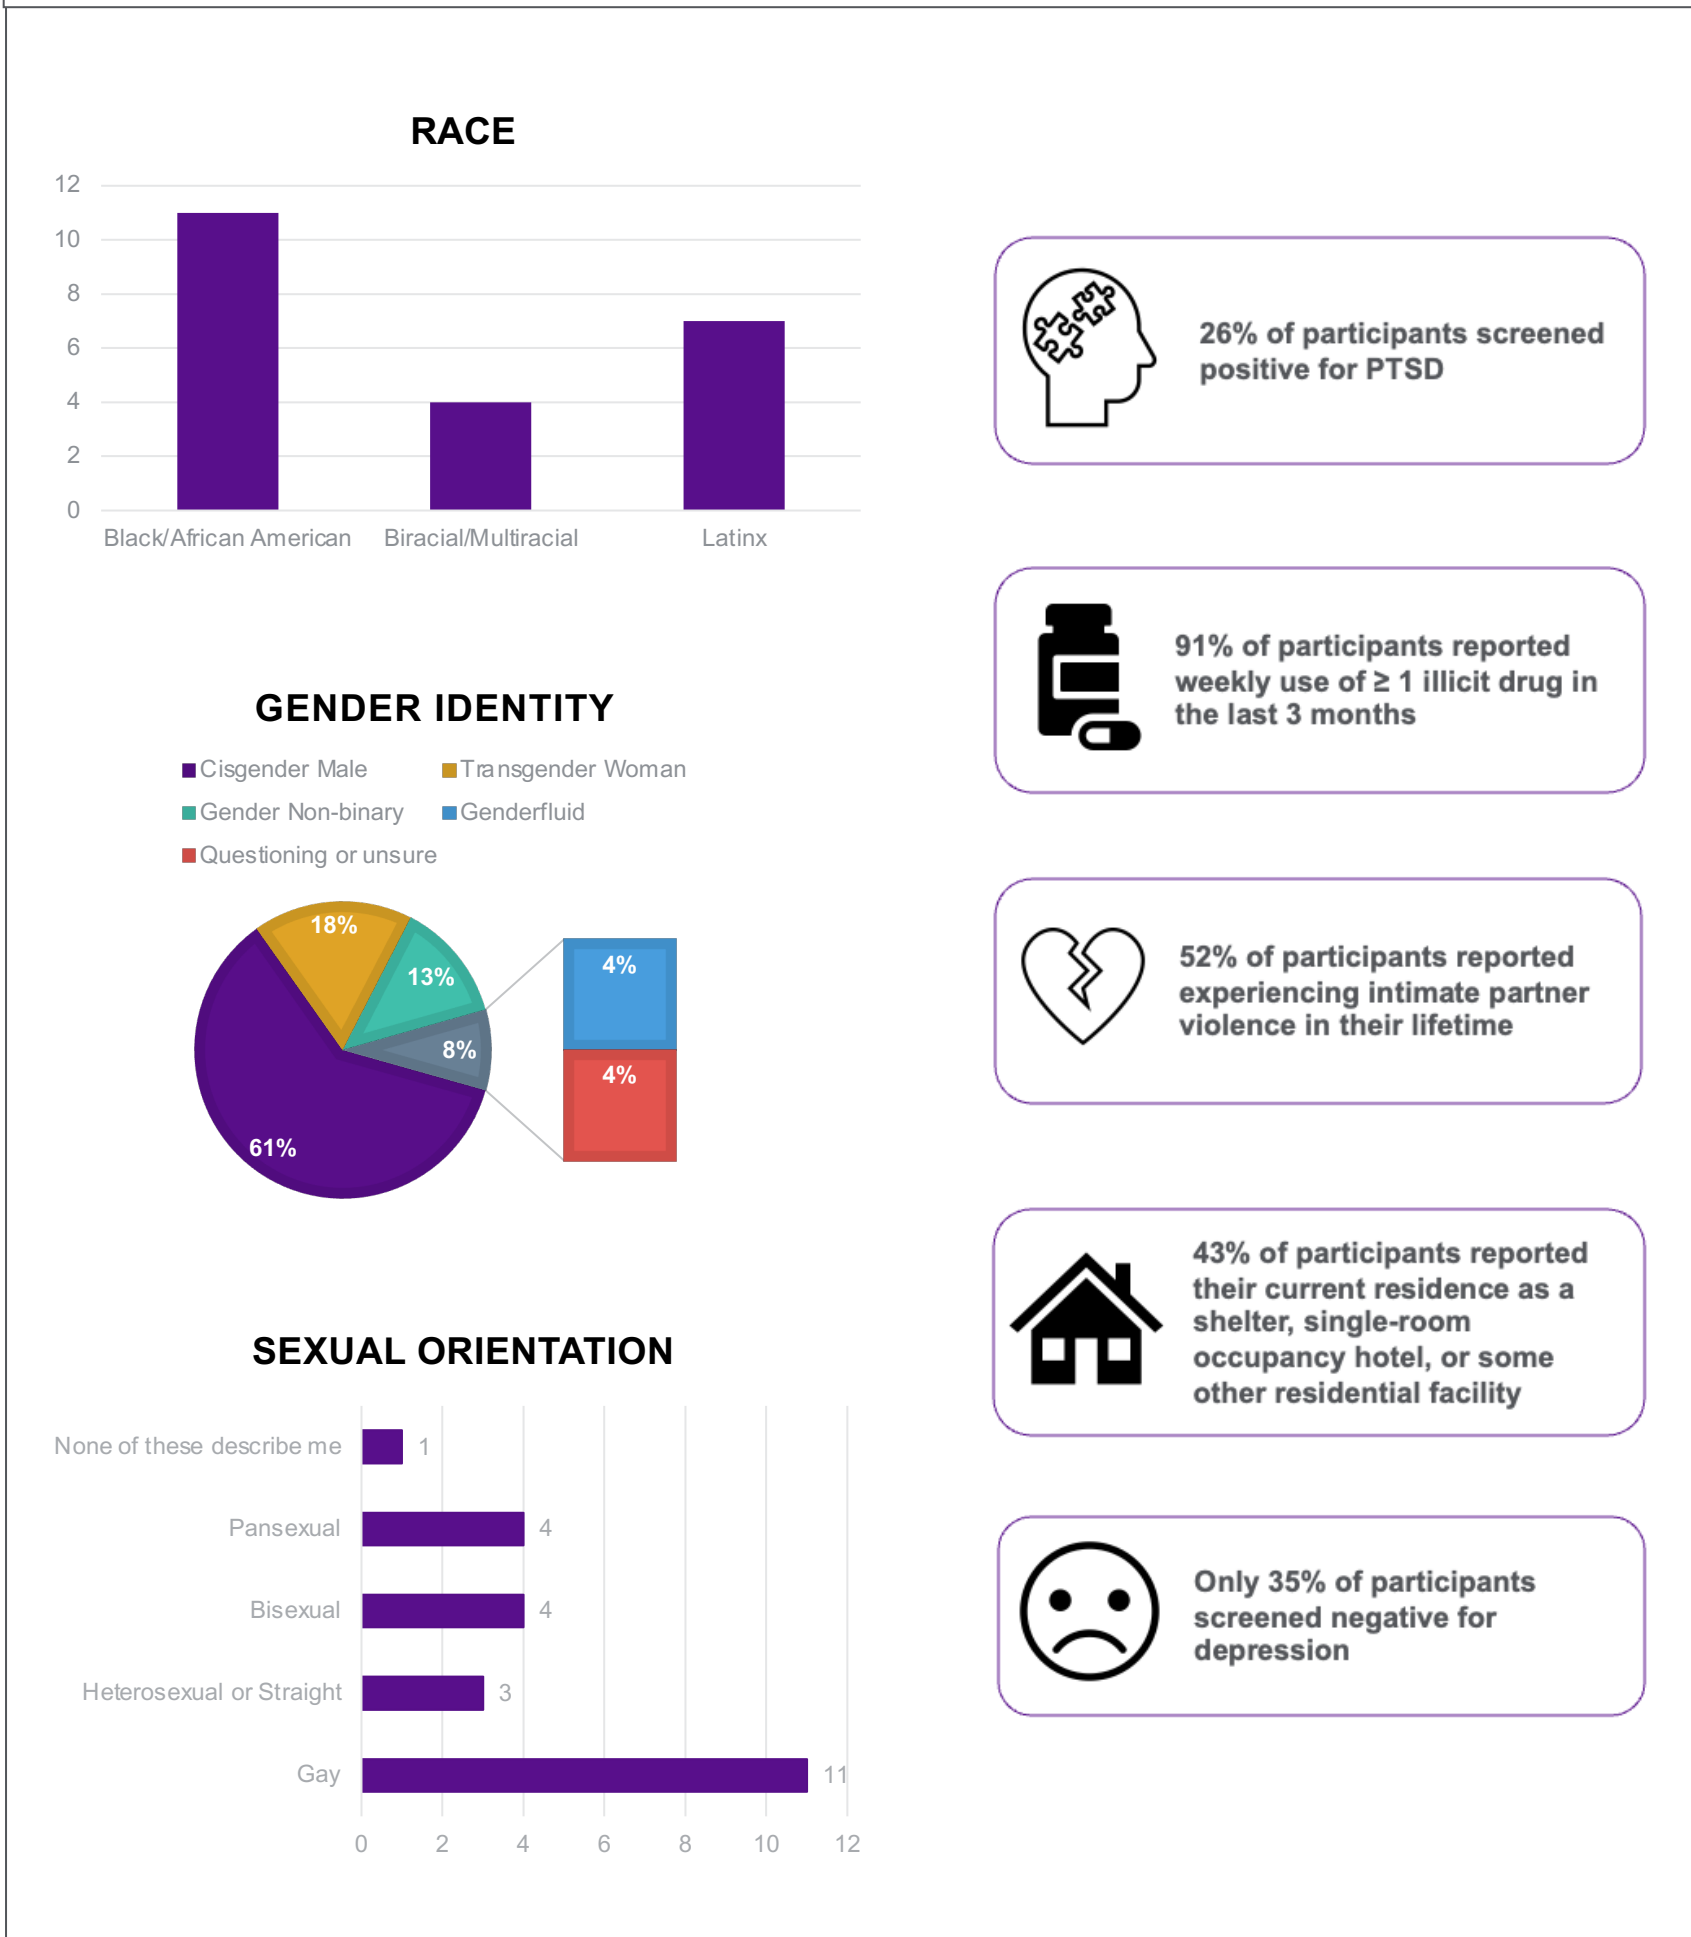 RACE
12
10
8
6
4
2
0
Black/African American
Biracial/Multiracial
Latinx
GENDER IDENTITY
Cisgender Male
Transgender Woman
Gender Non-binary
Genderfluid
Questioning or unsure
18%
13%
8%
61%
4%
4%
SEXUAL ORIENTATION
None of these describe me
1
Pansexual
4
Bisexual
4
Heterosexual or Straight
3
Gay
11
0
2
4
6
8
10
12
26% of participants screened
positive for PTSD
91% of participants reported
weekly use of ≥ 1 illicit drug in
the last 3 months
52% of participants reported
experiencing intimate partner
violence in their lifetime
43% of participants reported
their current residence as a
shelter, single-room
occupancy hotel, or some
other residential facility
Only 35% of participants
screened negative for
depression